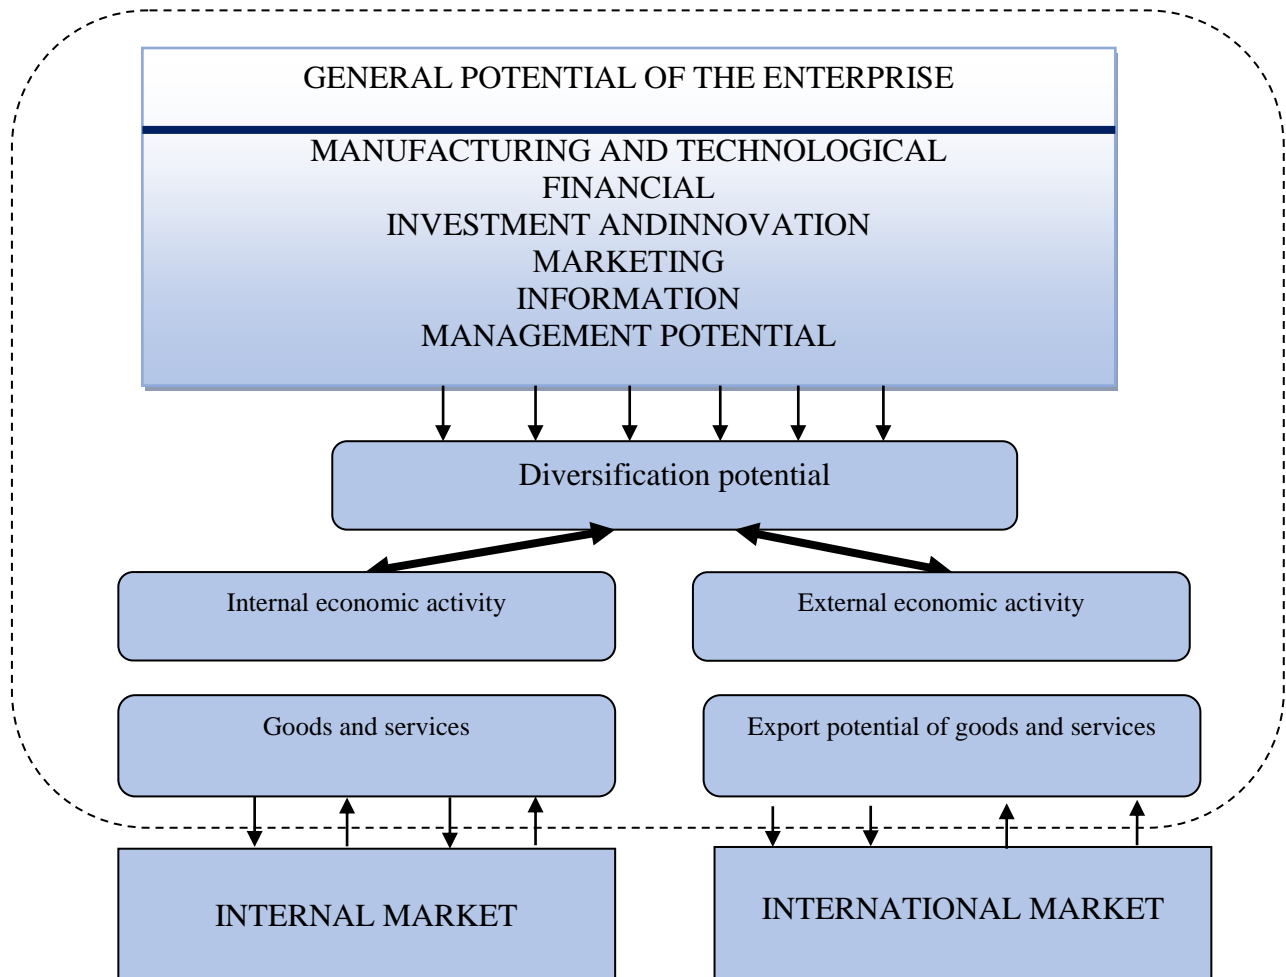 GENERAL POTENTIAL OF THE ENTERPRISE
MANUFACTURING AND TECHNOLOGICAL
FINANCIAL
INVESTMENT ANDINNOVATION
MARKETING
INFORMATION
MANAGEMENT POTENTIAL
Diversification potential
Internal economic activity
External economic activity
Goods and services
Export potential of goods and services
INTERNAL MARKET
INTERNATIONAL MARKET